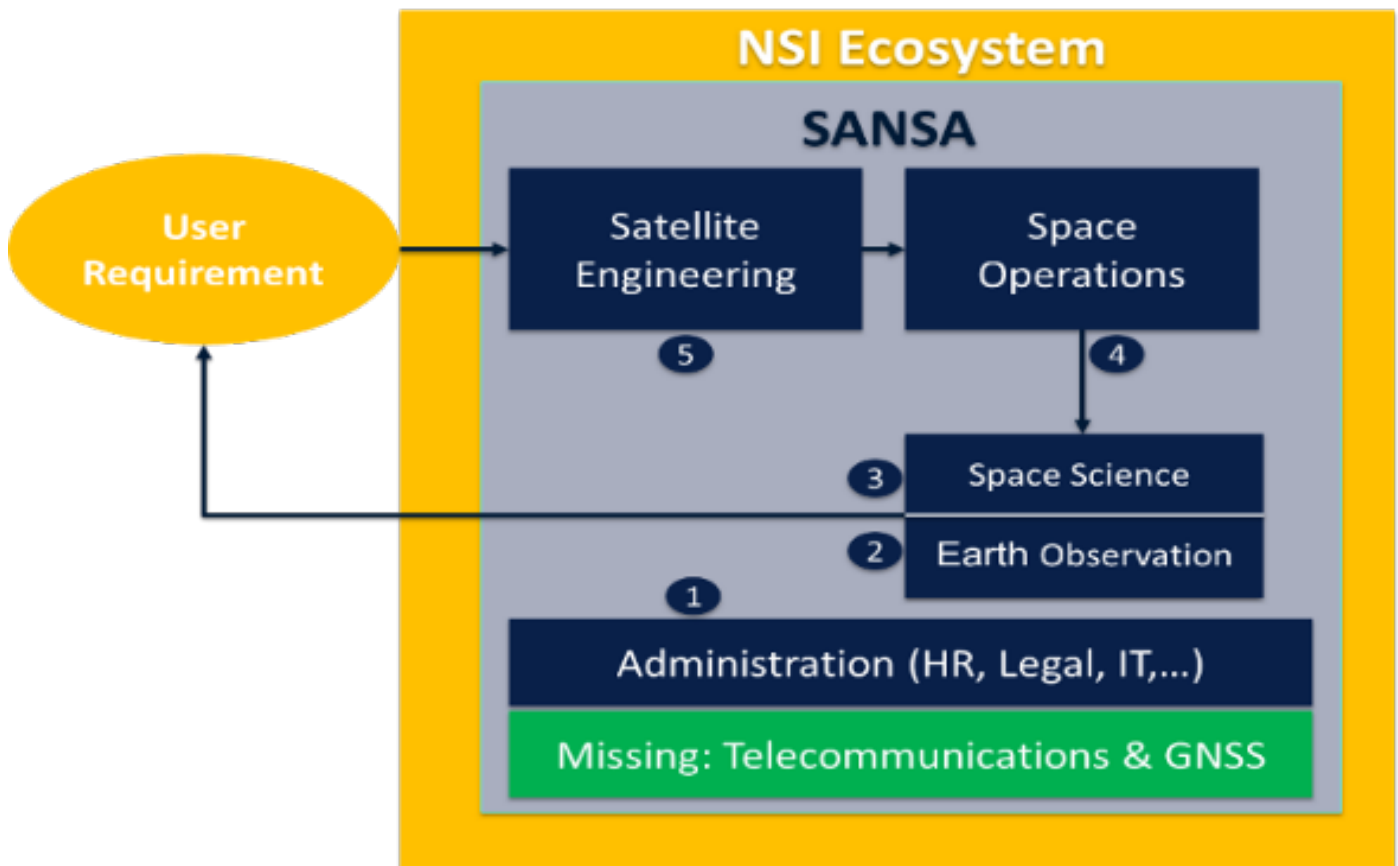 NSI Ecosystem
SANSA
User
Requirement
Satellite
Engineering
Space
Operations
5
4
3
Space Science
2
Earth Observation
1
Administration (HR, Legal, IT,...)
Missing: Telecommunications & GNSS